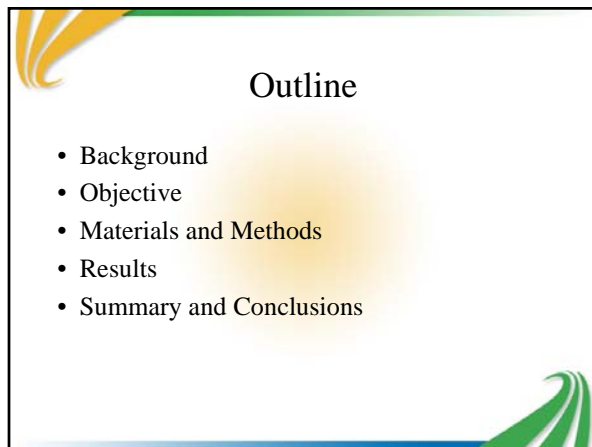 Outline
• Background
• Objective
• Materials and Methods
• Results
• Summary and Conclusions